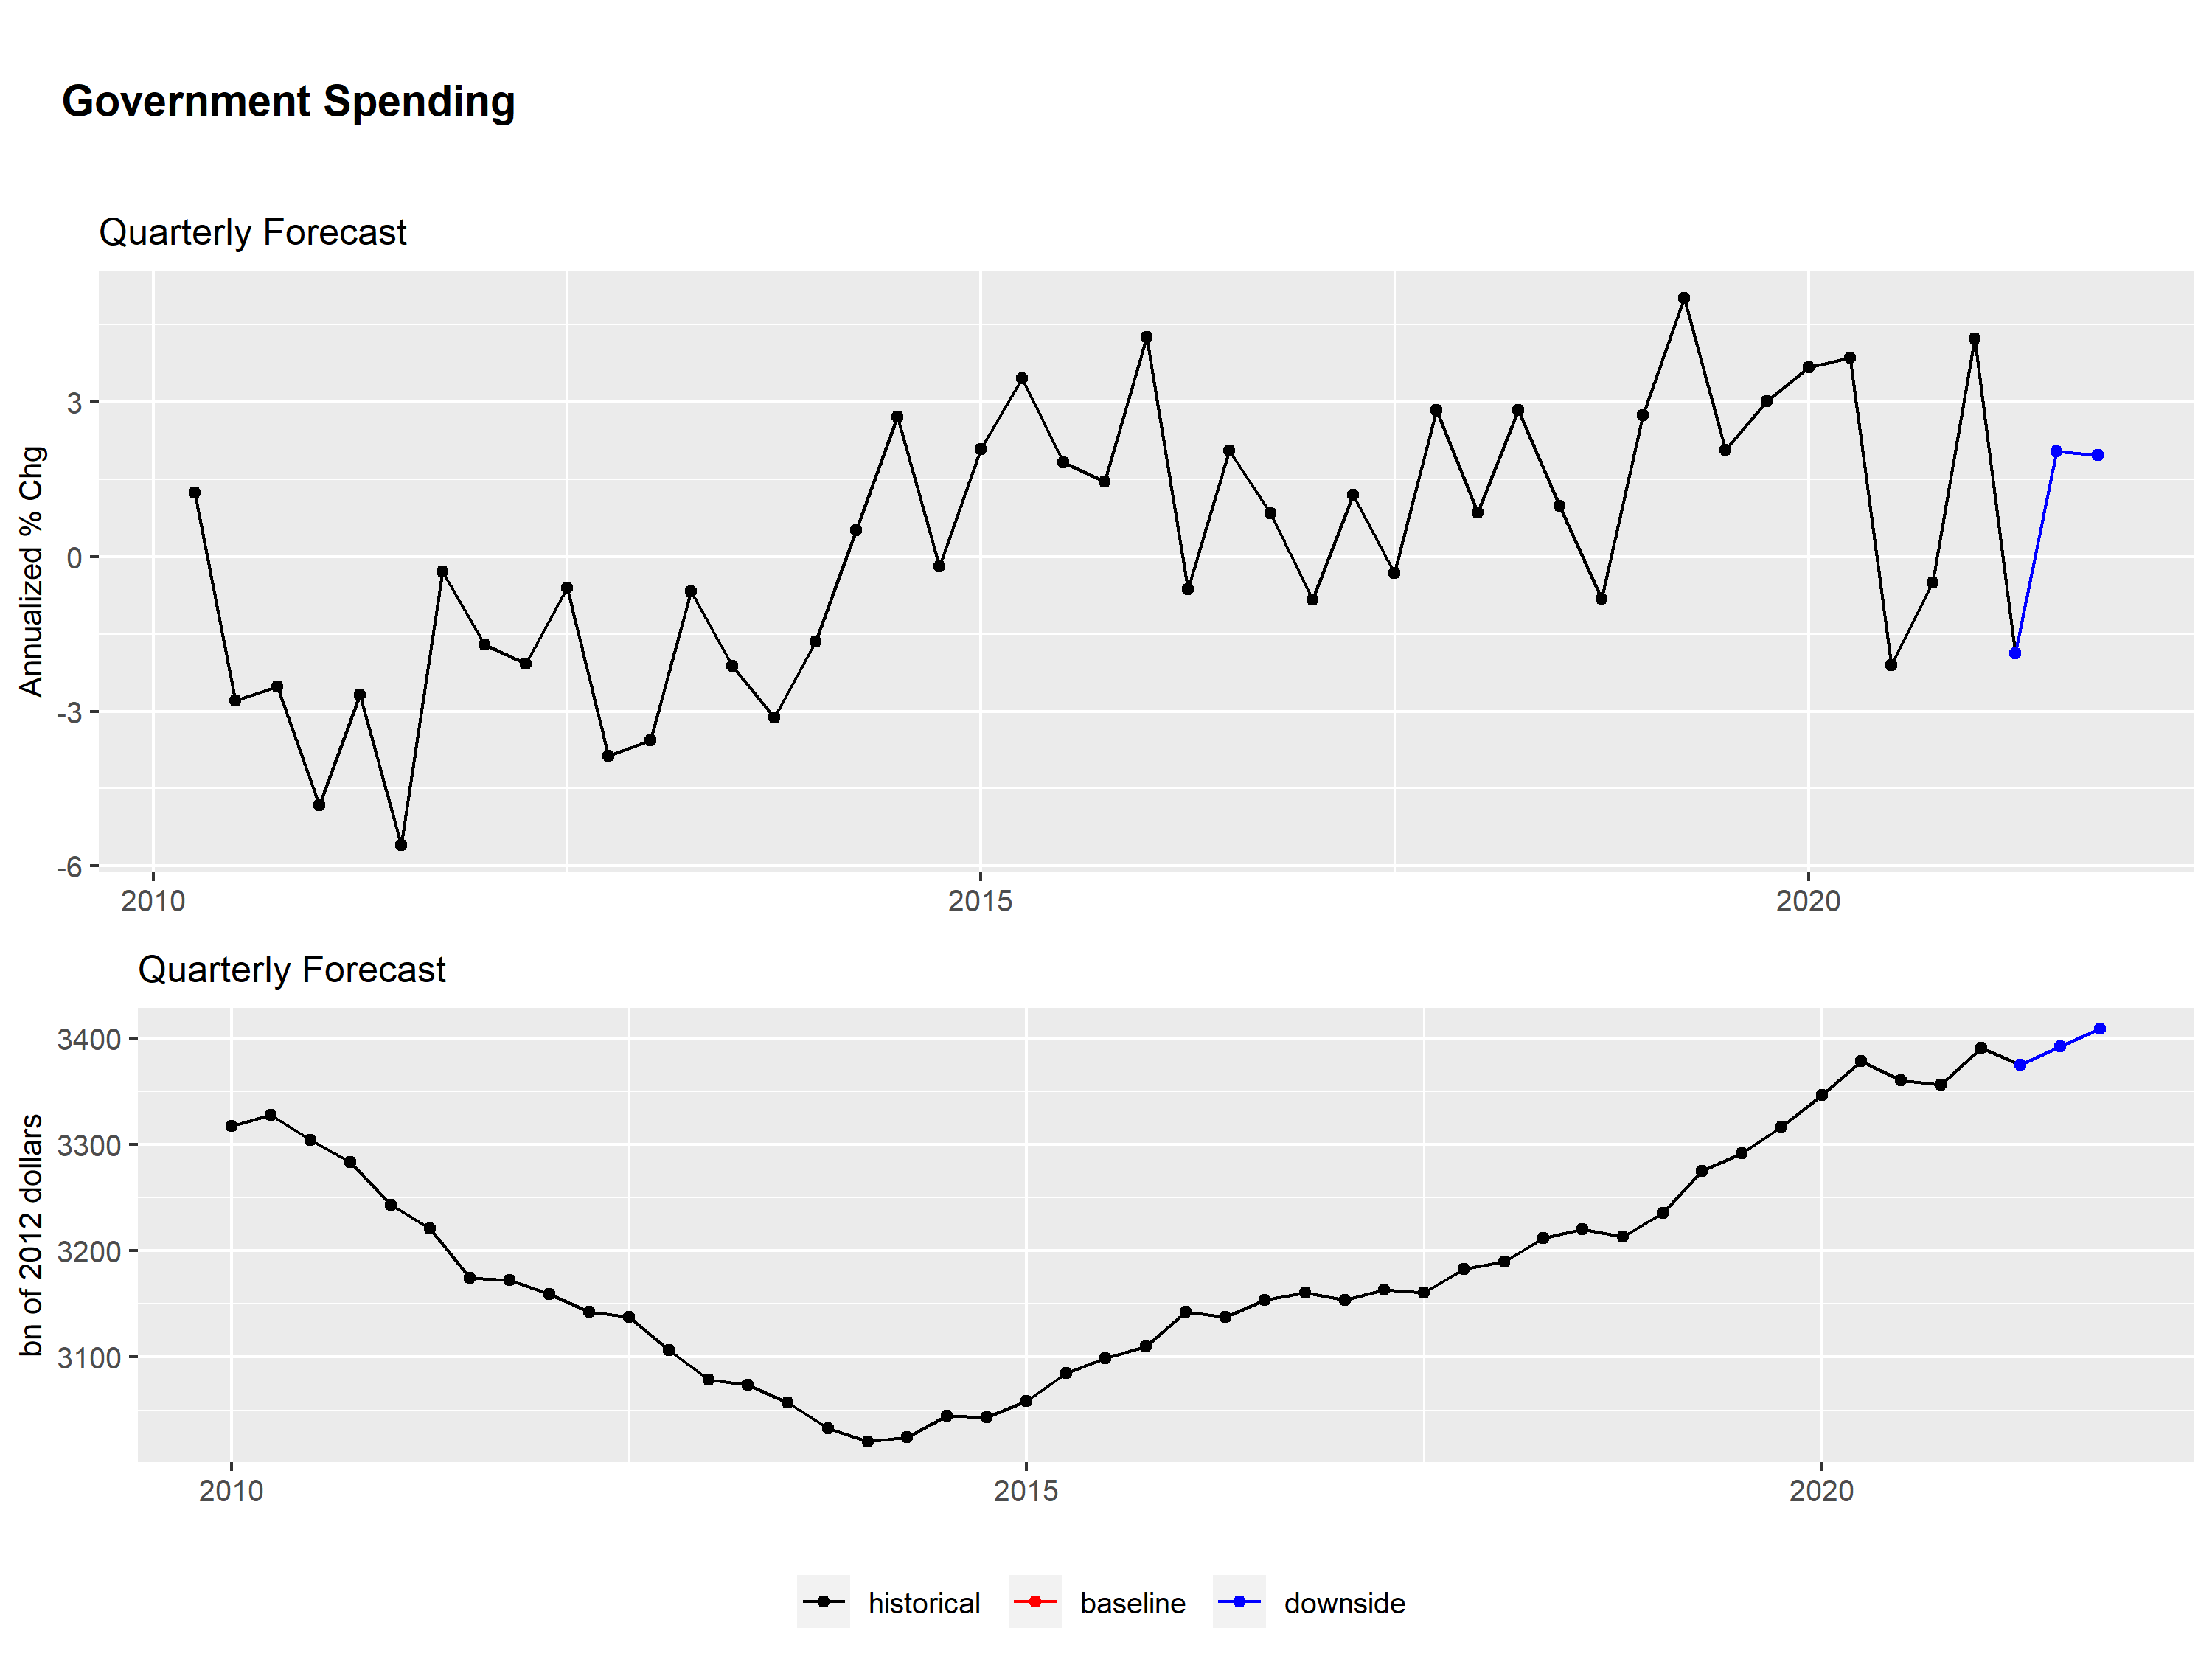 Government Spending
Quarterly Forecast
Annualized % Chg
3
0
-3
-6
2010 2015 2020
Quarterly Forecast
bn of 2012 dollars
3400
3300
3200
3100
2010 2015 2020
historical baseline downside